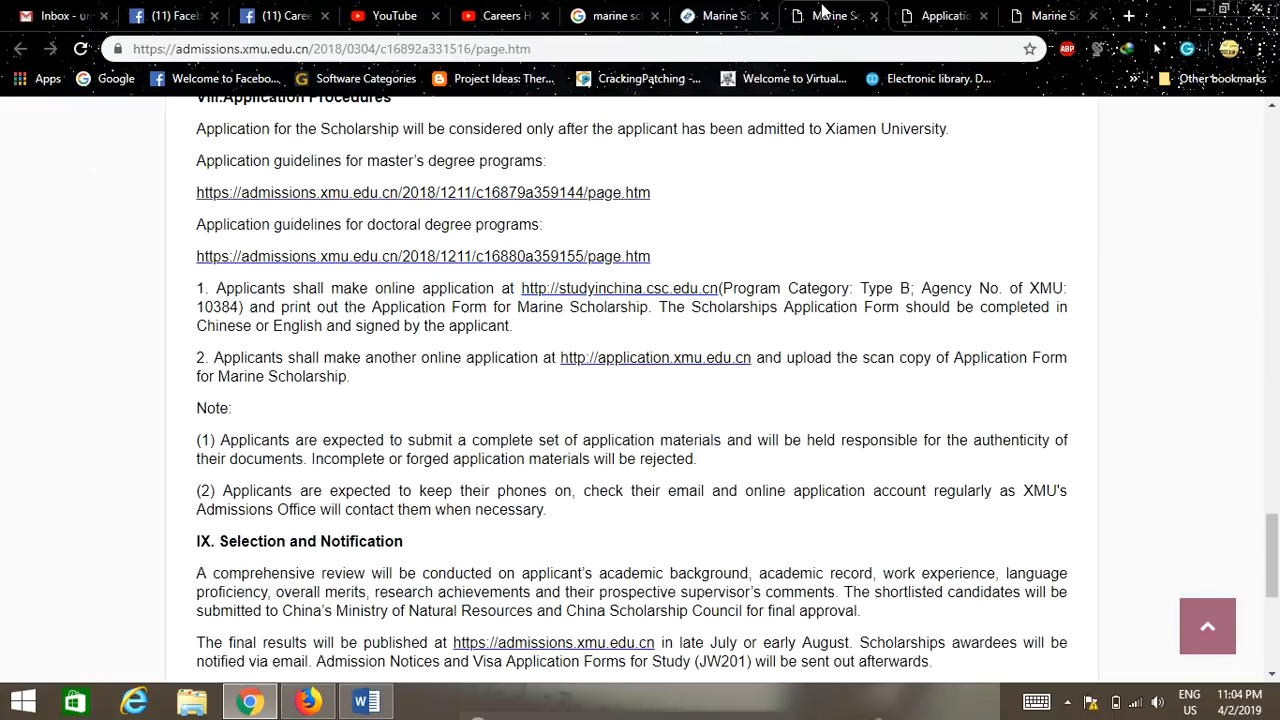 Inbox - un
(11) Faceb
(11) Caree
YouTube
Careers H
marine sc
Marine Sc
Marine Sc
Applicatio
Marine Sc
https://admissions.xmu.edu.cn/2018/0304/c16892a331516/page.htm
Apps
Google
Welcome to Facebo...
Software Categories
Project Ideas: Ther...
CrackingPatching -...
Welcome to Virtual...
Electronic library. D...
Other bookmarks
VIII.Application Procedures
Application for the Scholarship will be considered only after the applicant has been admitted to Xiamen University.
Application guidelines for master's degree programs:
https://admissions.xmu.edu.cn/2018/1211/c16879a359144/page.htm
Application guidelines for doctoral degree programs:
https://admissions.xmu.edu.cn/2018/1211/c16880a359155/page.htm
1. Applicants shall make online application at http://studyinchina.csc.edu.cn(Program Category: Type B; Agency No. of XMU:
10384) and print out the Application Form for Marine Scholarship. The Scholarships Application Form should be completed in
Chinese or English and signed by the applicant.
2. Applicants shall make another online application at http://application.xmu.edu.cn and upload the scan copy of Application Form
for Marine Scholarship.
Note:
(1) Applicants are expected to submit a complete set of application materials and will be held responsible for the authenticity of
their documents. Incomplete or forged application materials will be rejected.
(2) Applicants are expected to keep their phones on, check their email and online application account regularly as XMU's
Admissions Office will contact them when necessary.
IX. Selection and Notification
A comprehensive review will be conducted on applicant's academic background, academic record, work experience, language
proficiency, overall merits, research achievements and their prospective supervisor's comments. The shortlisted candidates will be
submitted to China's Ministry of Natural Resources and China Scholarship Council for final approval.
The final results will be published at https://admissions.xmu.edu.cn in late July or early August. Scholarships awardees will be
notified via email. Admission Notices and Visa Application Forms for Study (JW201) will be sent out afterwards.
ENG
US
11:04 PM
4/2/2019